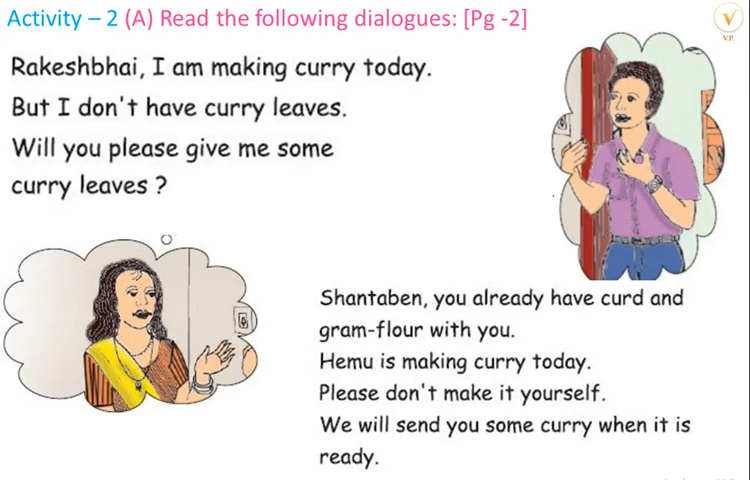 Activity – 2 (A) Read the following dialogues: [Pg -2]
V.P.
Rakeshbhai, I am making curry today.
But I don't have curry leaves.
Will you please give me some
curry leaves ?
Shantaben, you already have curd and
gram-flour with you.
Hemu is making curry today.
Please don't make it yourself.
We will send you some curry when it is
ready.